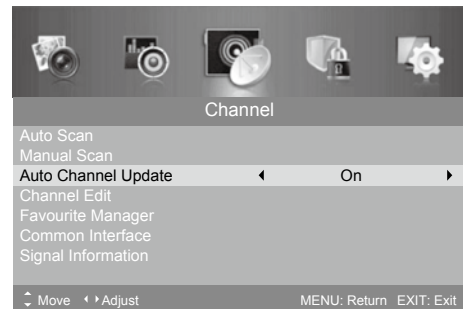 Channel
Auto Scan
Manual Scan
Auto Channel Update On
Channel Edit
Favourite Manager
Common Interface
Signal Information
Move Adjust MENU: Return EXIT: Exit